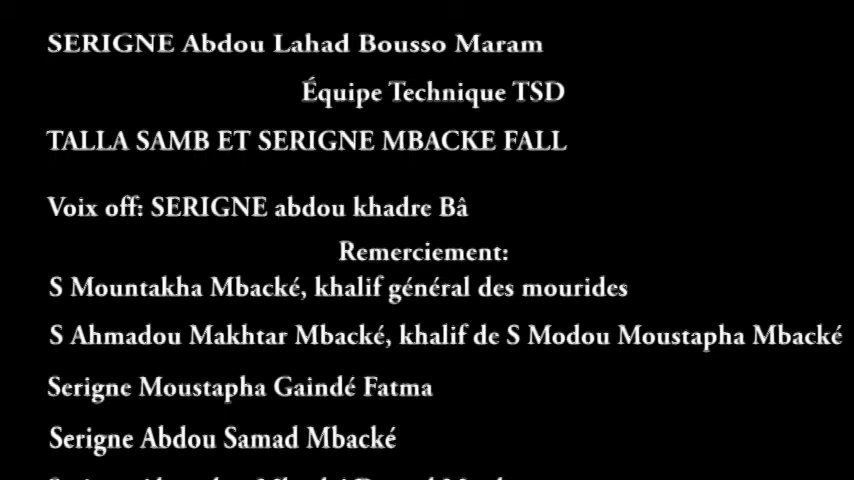 SERIGNE Abdou Lahad Bousso Maram
Équipe Technique TSD
TALLA SAMB ET SERIGNE MBACKE FALL
Voix off: SERIGNE abdou khadre Bâ
Remerciement:
S Mountakha Mbacké, khalif général des mourides
S Ahmadou Makhtar Mbacké, khalif de S Modou Moustapha Mbacké
Serigne Moustapha Gaindé Fatma
Serigne Abdou Samad Mbacké